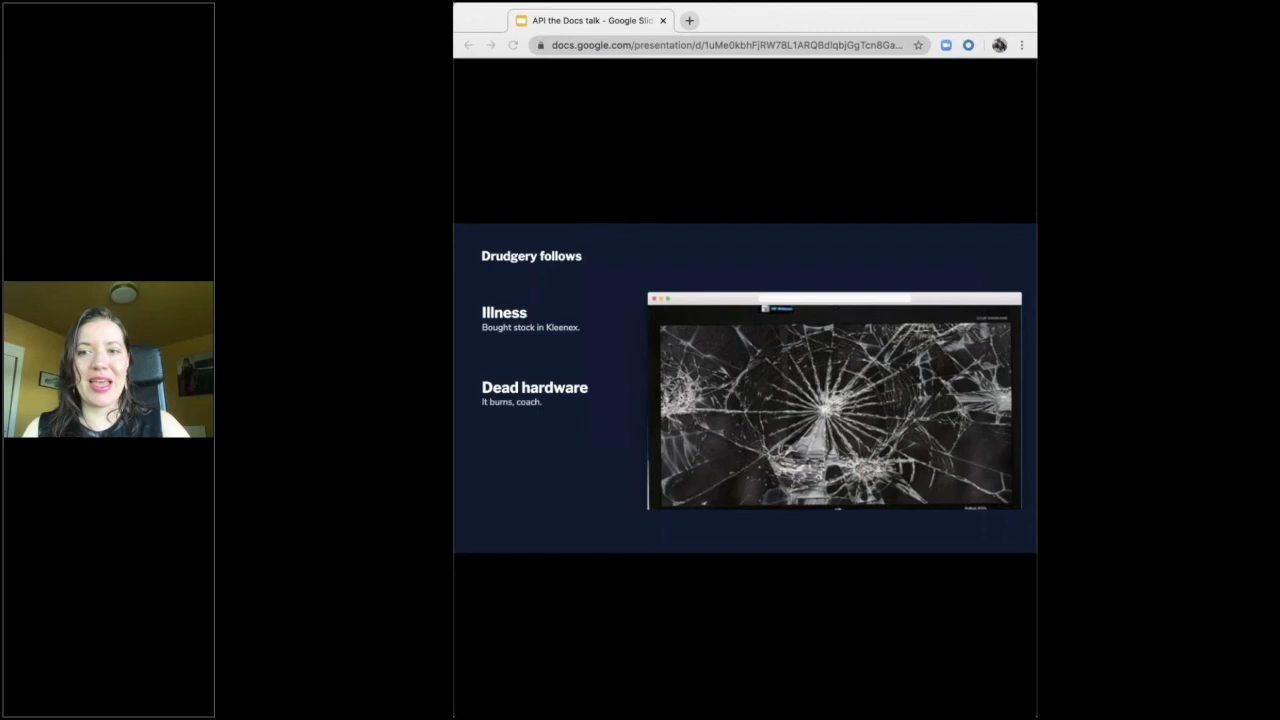 API the Docs talk - Google Slid
docs.google.com/presentation/d/1uMe0kbhFjRW78L1ARQBdlqbjGgTcn8Ga...
Drudgery follows
Illness
Bought stock in Kleenex.
Dead hardware
It burns, coach.